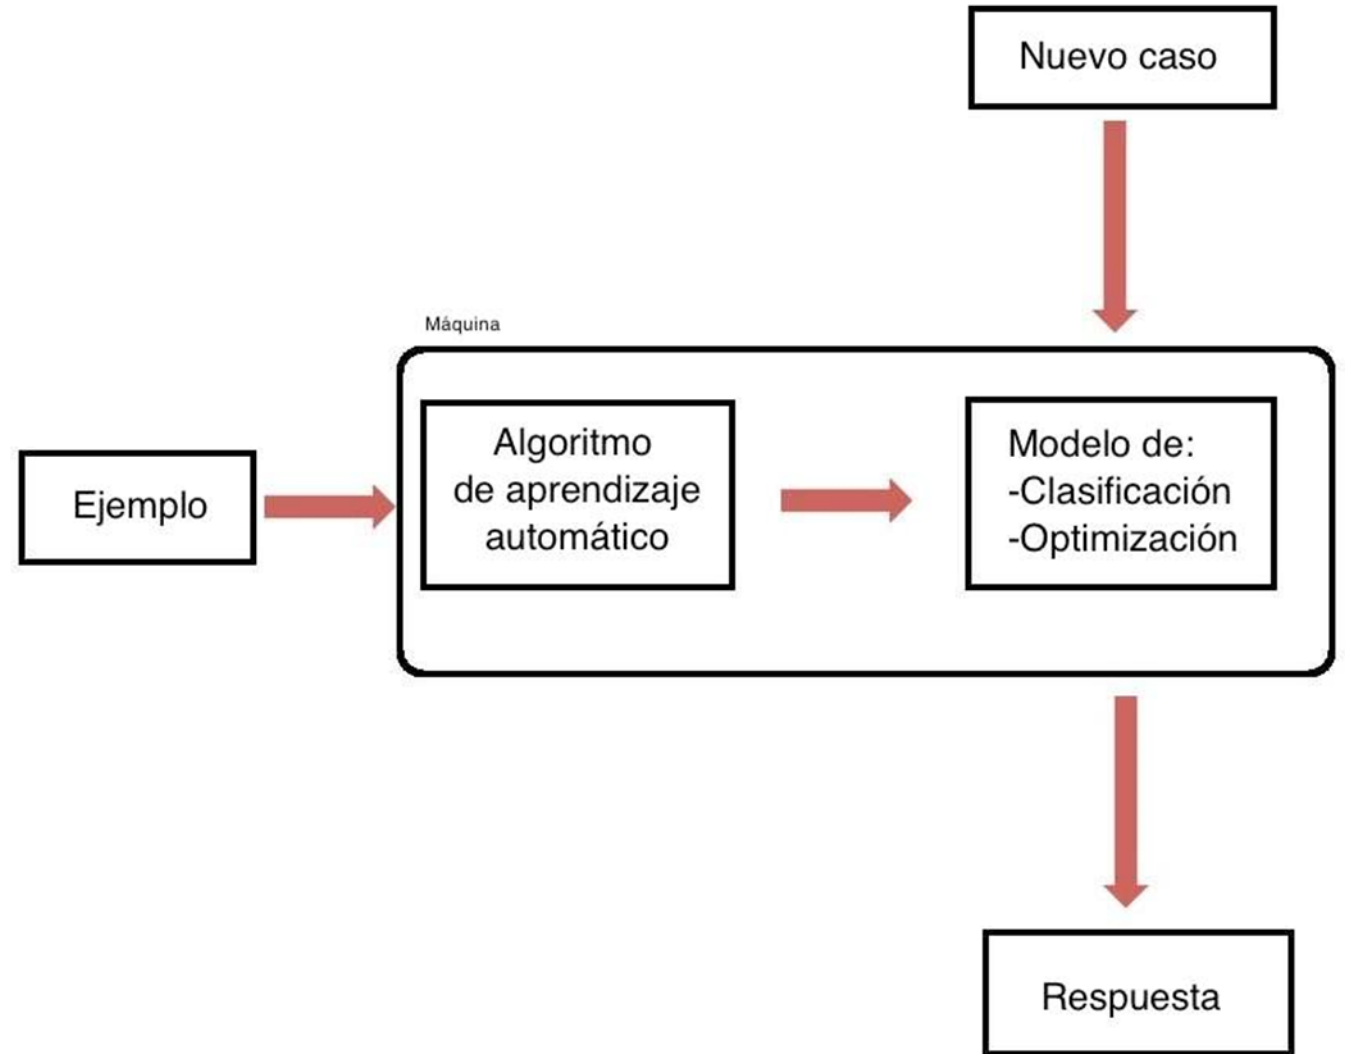 Nuevo caso
Máquina
Ejemplo
Algoritmo
de aprendizaje
automático
Modelo de:
-Clasificación
-Optimización
Respuesta